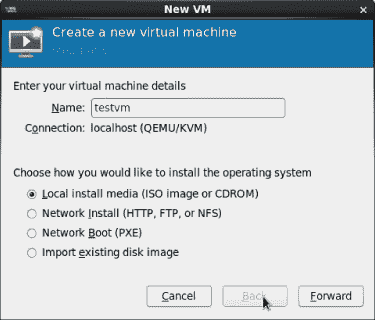 New VM
Create a new virtual machine
Enter your virtual machine details
Name: testvm
Connection: localhost (QEMU/KVM)
Choose how you would like to install the operating system
Local install media (ISO image or CDROM)
Network Install (HTTP, FTP, or NFS)
Network Boot (PXE)
Import existing disk image
Cancel Back Forward